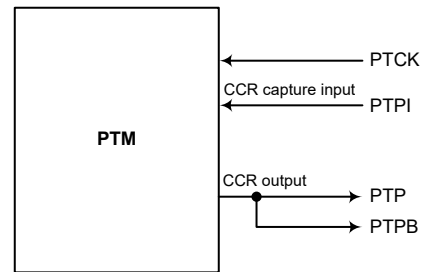 PTM
PTCK
CCR capture input
PTPI
CCR output
PTP
PTPB